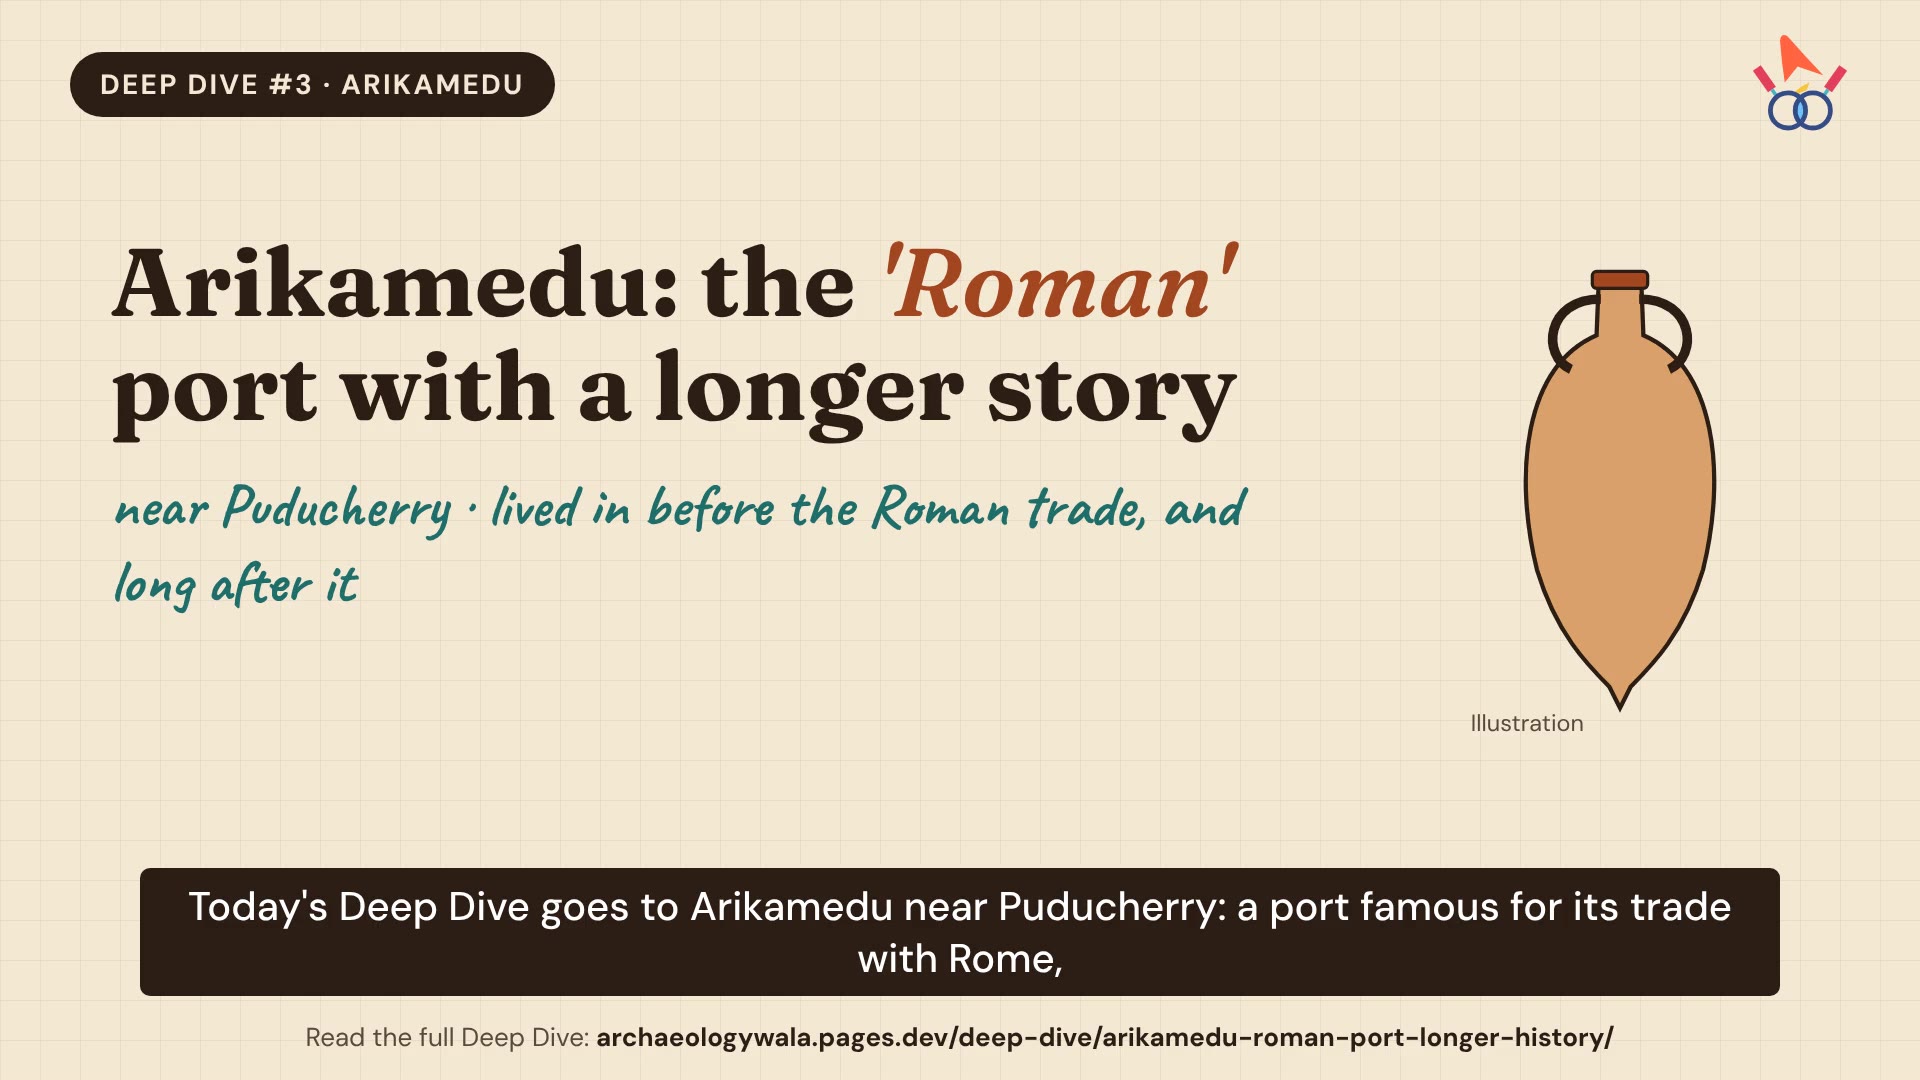 DEEP DIVE #3 · ARIKAMEDU
Arikamedu: the 'Roman'
port with a longer story
near Puducherry · lived in before the Roman trade, and
long after it
Illustration
Today's Deep Dive goes to Arikamedu near Puducherry: a port famous for its trade
with Rome,
Read the full Deep Dive: archaeologywala.pages.dev/deep-dive/arikamedu-roman-port-longer-history/